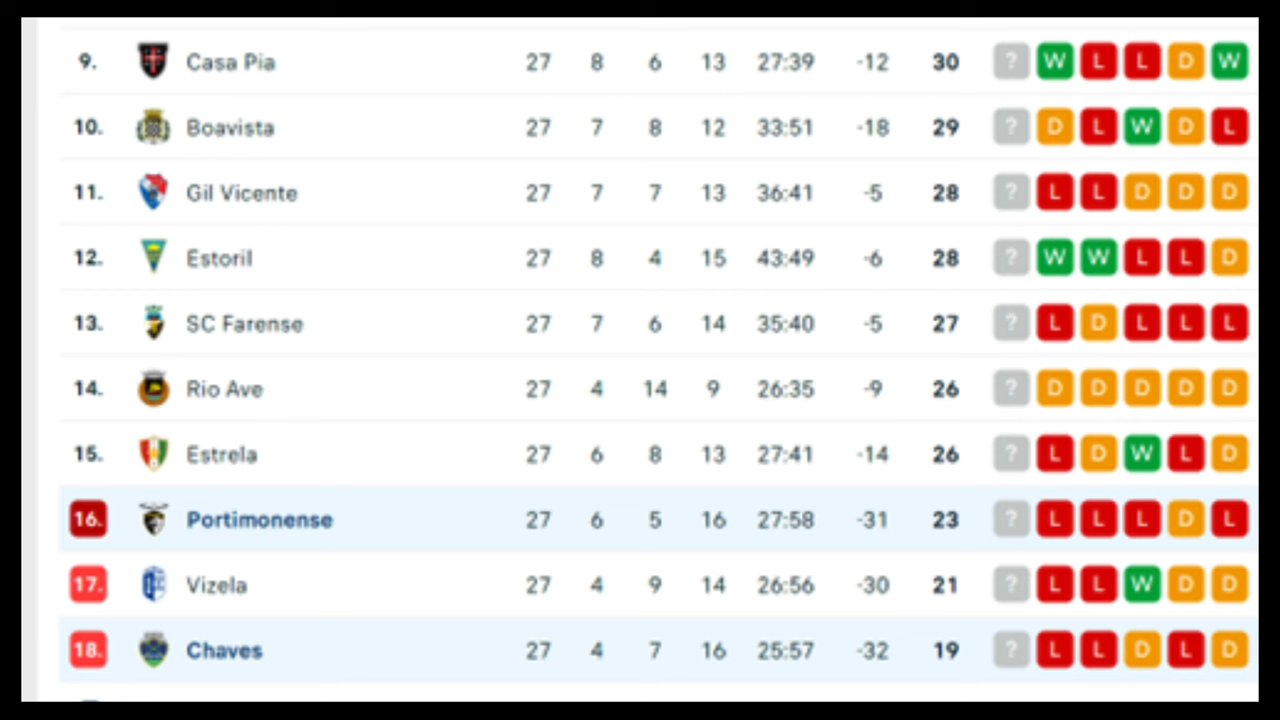 9. Casa Pia 27 8 6 13 27:39 -12 30 ? W L L D W
10. Boavista 27 7 8 12 33:51 -18 29 ? D L W D L
11. Gil Vicente 27 7 7 13 36:41 -5 28 ? L L D D D
12. Estoril 27 8 4 15 43:49 -6 28 ? W W L L D
13. SC Farense 27 7 6 14 35:40 -5 27 ? L D L L L
14. Rio Ave 27 4 14 9 26:35 -9 26 ? D D D D D
15. Estrela 27 6 8 13 27:41 -14 26 ? L D W L D
16. Portimonense 27 6 5 16 27:58 -31 23 ? L L L D L
17. Vizela 27 4 9 14 26:56 -30 21 ? L L W D D
18. Chaves 27 4 7 16 25:57 -32 19 ? L L D L D